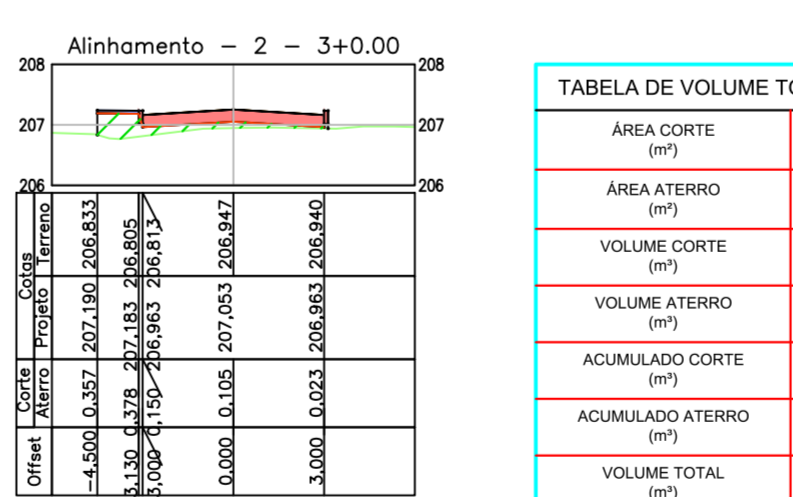 Alinhamento - 2 - 3+0.00
208 208
207 207
206 206
Cotas
Terreno 206,833 206,805 206,813 206,947 206,940
Projeto 207,190 207,183 206,963 207,053 206,963
Corte
Aterro 0,357 0,378 0,150 0,105 0,023
Offset -4,500 3,130 3,000 0,000 3,000
TABELA DE VOLUME TO
ÁREA CORTE
(m²)
ÁREA ATERRO
(m²)
VOLUME CORTE
(m³)
VOLUME ATERRO
(m³)
ACUMULADO CORTE
(m³)
ACUMULADO ATERRO
(m³)
VOLUME TOTAL
(m³)